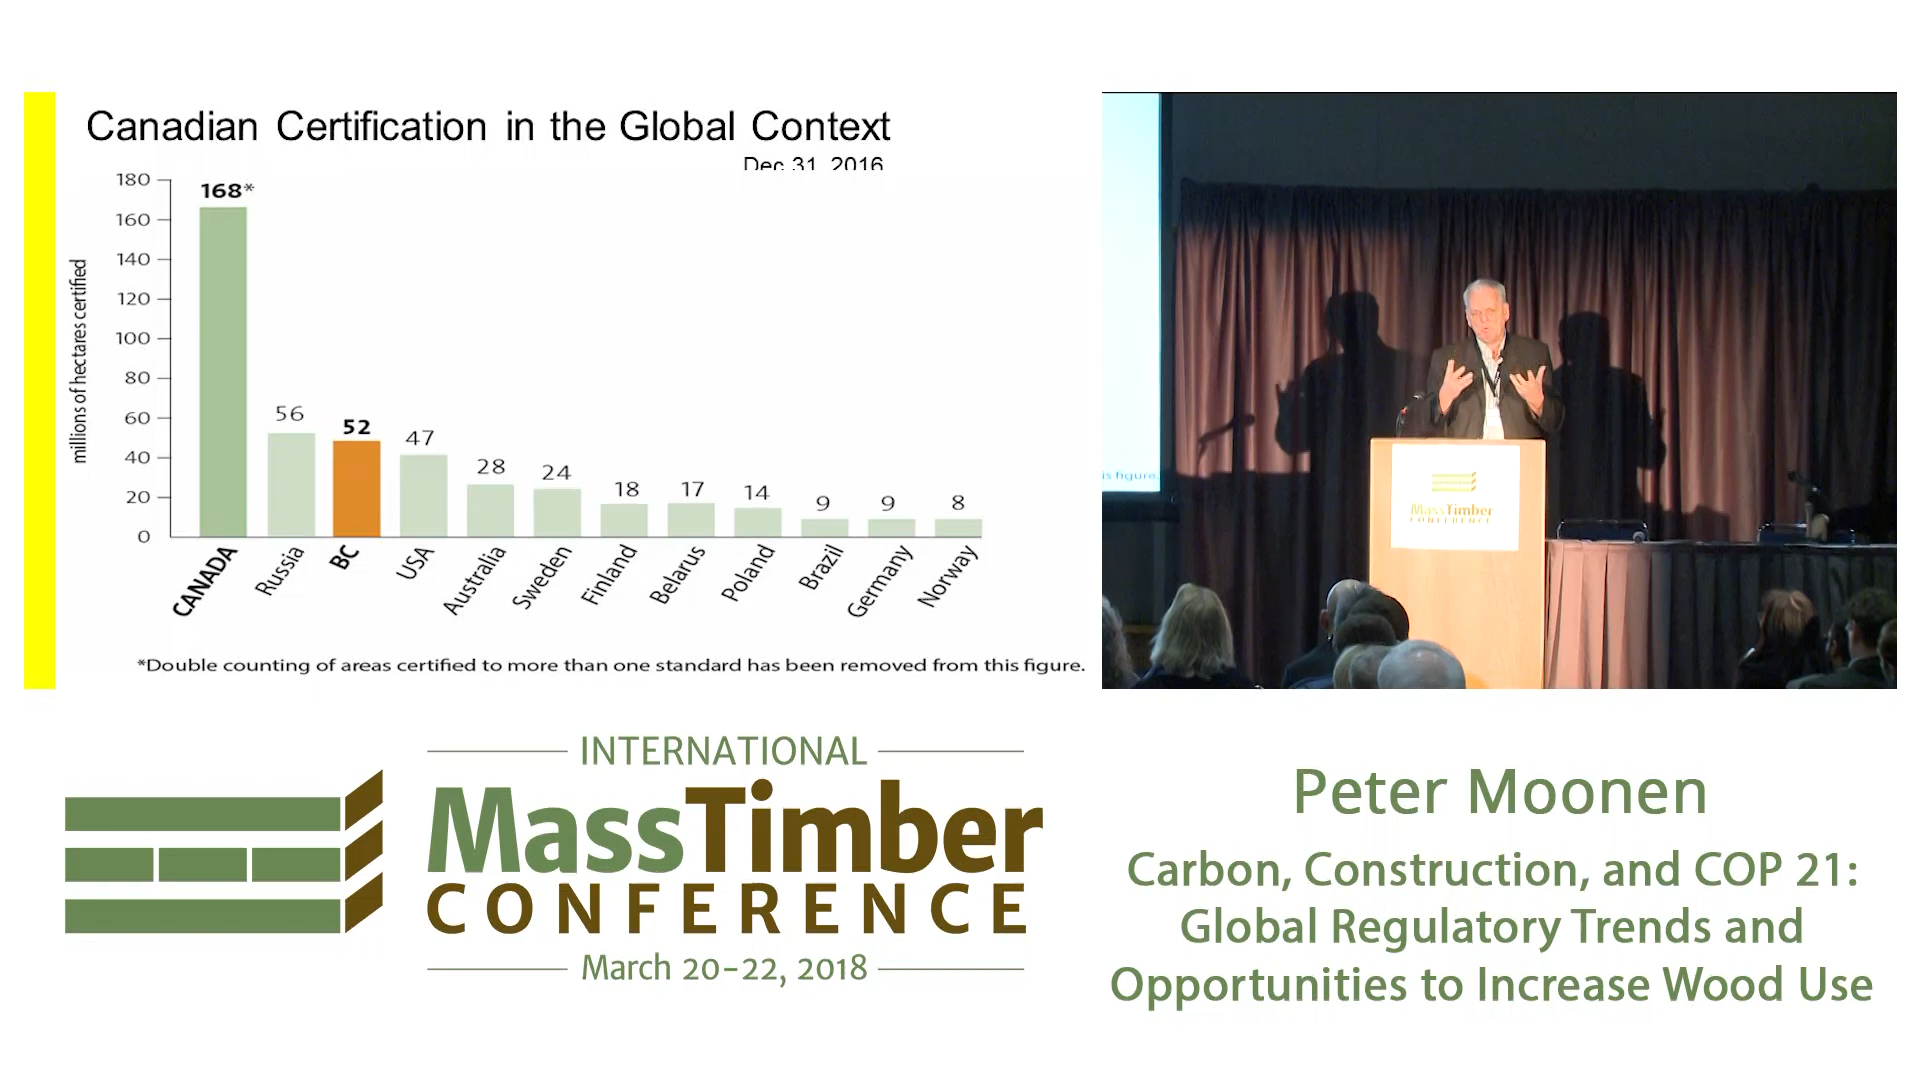 Canadian Certification in the Global Context
Dec 31, 2016
180
160
140
120
100
80
60
40
20
0
millions of hectares certified
168*
56
52
47
28
24
18
17
14
9
9
8
CANADA
Russia
BC
USA
Australia
Sweden
Finland
Belarus
Poland
Brazil
Germany
Norway
*Double counting of areas certified to more than one standard has been removed from this figure.
is figure.
MassTimber
CONFERENCE
INTERNATIONAL
MassTimber
CONFERENCE
March 20-22, 2018
Peter Moonen
Carbon, Construction, and COP 21:
Global Regulatory Trends and
Opportunities to Increase Wood Use